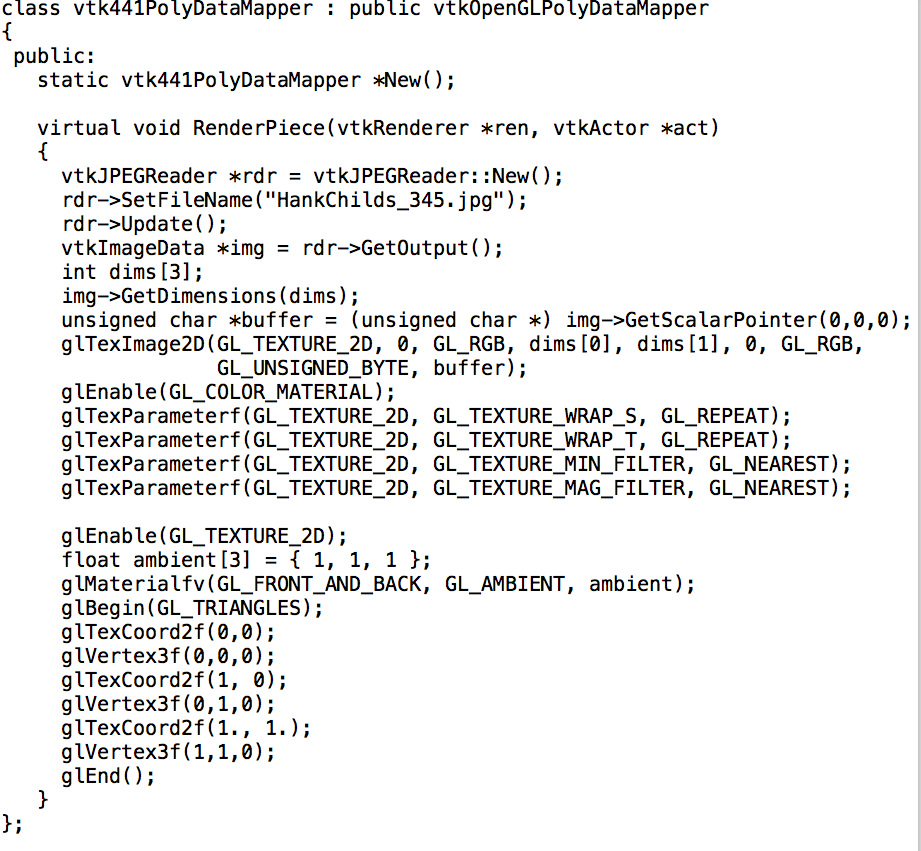 class vtk441PolyDataMapper : public vtkOpenGLPolyDataMapper
{
 public:
   static vtk441PolyDataMapper *New();

   virtual void RenderPiece(vtkRenderer *ren, vtkActor *act)
   {
     vtkJPEGReader *rdr = vtkJPEGReader::New();
     rdr->SetFileName("HankChilds_345.jpg");
     rdr->Update();
     vtkImageData *img = rdr->GetOutput();
     int dims[3];
     img->GetDimensions(dims);
     unsigned char *buffer = (unsigned char *) img->GetScalarPointer(0,0,0);
     glTexImage2D(GL_TEXTURE_2D, 0, GL_RGB, dims[0], dims[1], 0, GL_RGB,
                  GL_UNSIGNED_BYTE, buffer);
     glEnable(GL_COLOR_MATERIAL);
     glTexParameterf(GL_TEXTURE_2D, GL_TEXTURE_WRAP_S, GL_REPEAT);
     glTexParameterf(GL_TEXTURE_2D, GL_TEXTURE_WRAP_T, GL_REPEAT);
     glTexParameterf(GL_TEXTURE_2D, GL_TEXTURE_MIN_FILTER, GL_NEAREST);
     glTexParameterf(GL_TEXTURE_2D, GL_TEXTURE_MAG_FILTER, GL_NEAREST);

     glEnable(GL_TEXTURE_2D);
     float ambient[3] = { 1, 1, 1 };
     glMaterialfv(GL_FRONT_AND_BACK, GL_AMBIENT, ambient);
     glBegin(GL_TRIANGLES);
     glTexCoord2f(0,0);
     glVertex3f(0,0,0);
     glTexCoord2f(1, 0);
     glVertex3f(0,1,0);
     glTexCoord2f(1., 1.);
     glVertex3f(1,1,0);
     glEnd();
   }
};